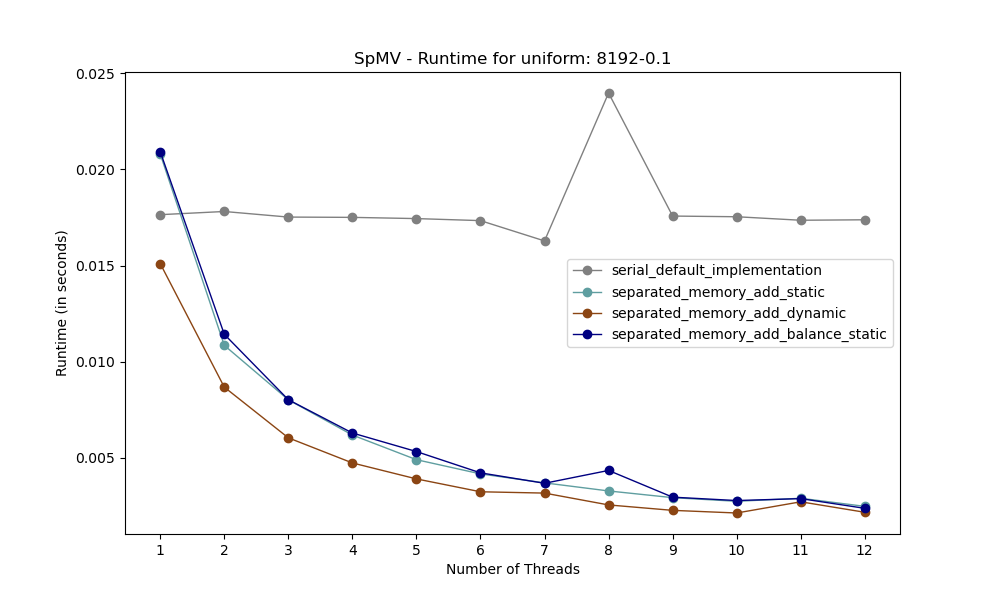 SpMV - Runtime for uniform: 8192-0.1
0.025
0.020
0.015
0.010
0.005
Runtime (in seconds)
serial_default_implementation
separated_memory_add_static
separated_memory_add_dynamic
separated_memory_add_balance_static
1 2 3 4 5 6 7 8 9 10 11 12
Number of Threads